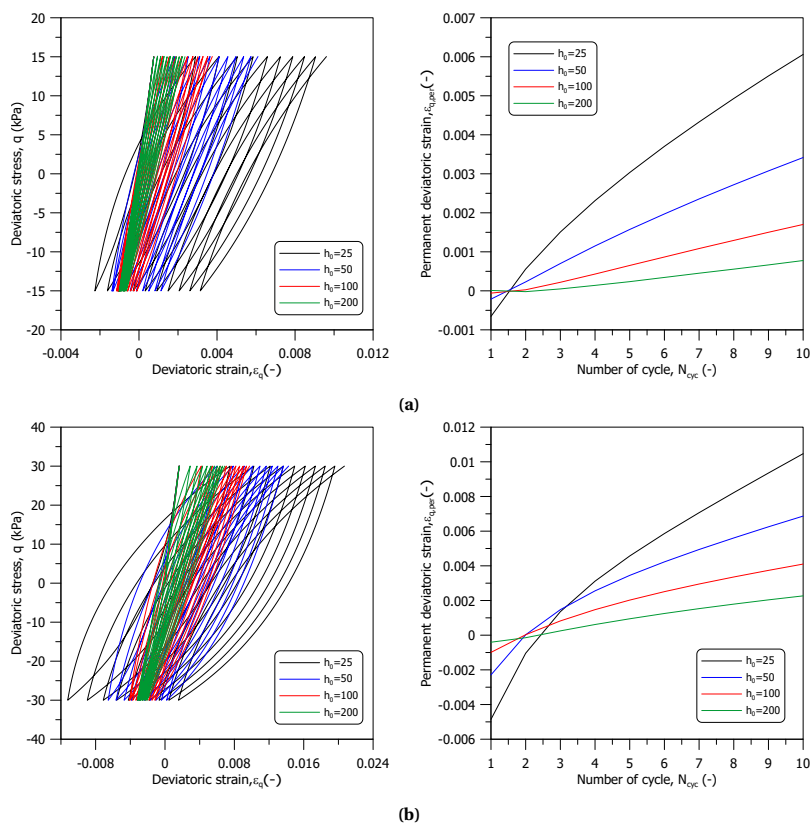 20
15
10
5
0
-5
-10
-15
-20
Deviatoric stress, q (kPa)
-0.004
0
0.004
0.008
0.012
Deviatoric strain,εq(-)
h0=25
h0=50
h0=100
h0=200
0.007
0.006
0.005
0.004
0.003
0.002
0.001
0
-0.001
Permanent deviatoric strain,εq,per(-)
1 2 3 4 5 6 7 8 9 10
Number of cycle, Ncyc (-)
h0=25
h0=50
h0=100
h0=200
(a)
40
30
20
10
0
-10
-20
-30
-40
Deviatoric stress, q (kPa)
-0.008
0
0.008
0.016
0.024
Deviatoric strain,εq(-)
h0=25
h0=50
h0=100
h0=200
0.012
0.01
0.008
0.006
0.004
0.002
0
-0.002
-0.004
-0.006
Permanent deviatoric strain,εq,per(-)
1 2 3 4 5 6 7 8 9 10
Number of cycle, Ncyc (-)
h0=25
h0=50
h0=100
h0=200
(b)